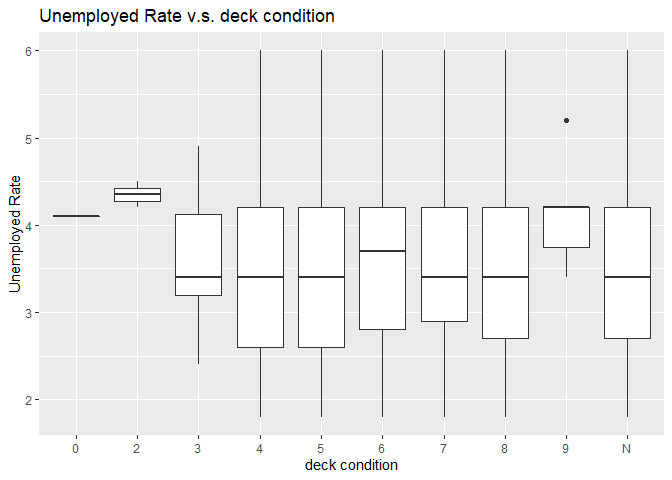 Unemployed Rate v.s. deck condition
Unemployed Rate
6
5
4
3
2
0 2 3 4 5 6 7 8 9 N
deck condition